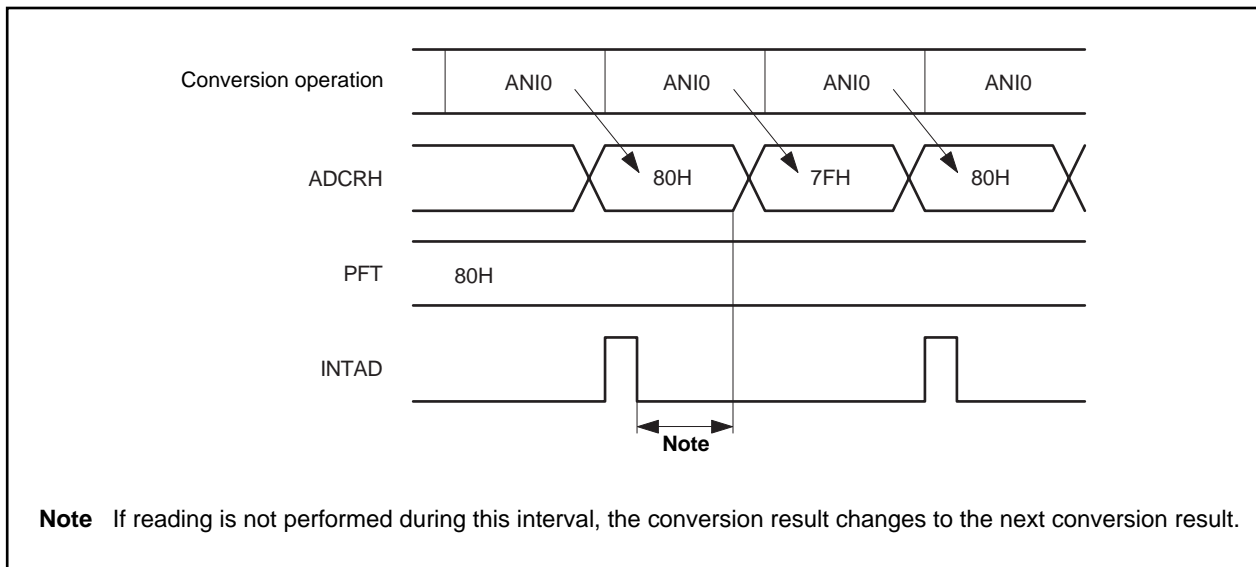 Conversion operation ANI0 ANI0 ANI0 ANI0
ADCRH 80H 7FH 80H
PFT 80H
INTAD
Note
Note If reading is not performed during this interval, the conversion result changes to the next conversion result.